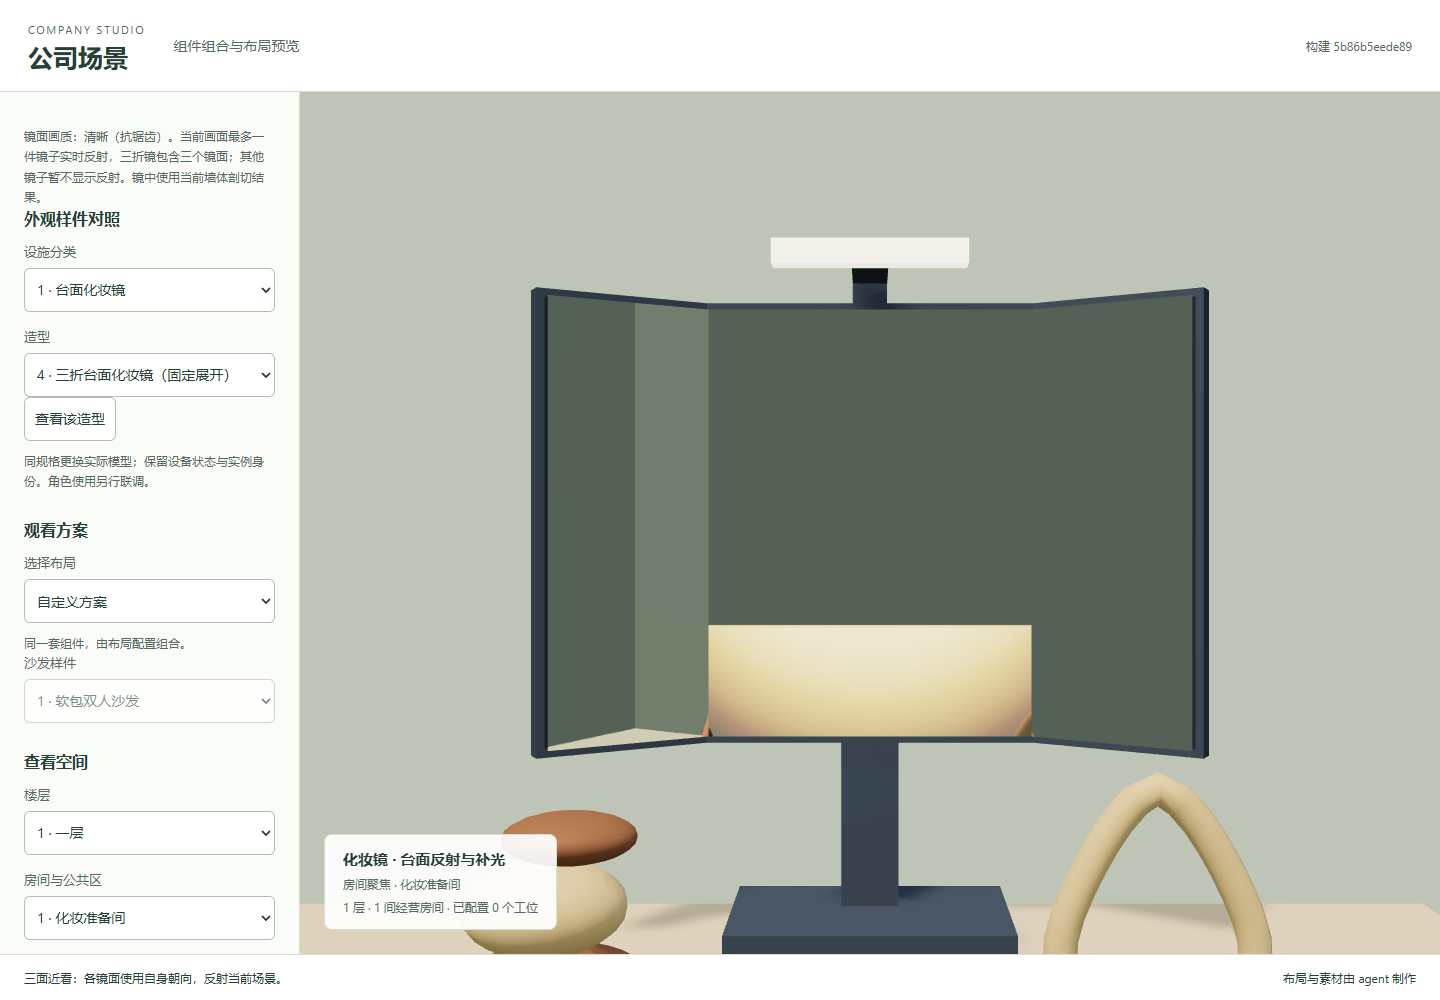 COMPANY STUDIO
公司场景
组件组合与布局预览
构建 5b86b5eede89
镜面画质：清晰（抗锯齿）。当前画面最多一
件镜子实时反射，三折镜包含三个镜面；其他
镜子暂不显示反射。镜中使用当前墙体剖切结
果。
外观样件对照
设施分类
1 · 台面化妆镜
造型
4 · 三折台面化妆镜（固定展开）
查看该造型
同规格更换实际模型；保留设备状态与实例身
份。角色使用另行联调。
观看方案
选择布局
自定义方案
同一套组件，由布局配置组合。
沙发样件
1 · 软包双人沙发
查看空间
楼层
1 · 一层
房间与公共区
1 · 化妆准备间
化妆镜 · 台面反射与补光
房间聚焦 · 化妆准备间
1 层 · 1 间经营房间 · 已配置 0 个工位
三面近看：各镜面使用自身朝向，反射当前场景。
布局与素材由 agent 制作